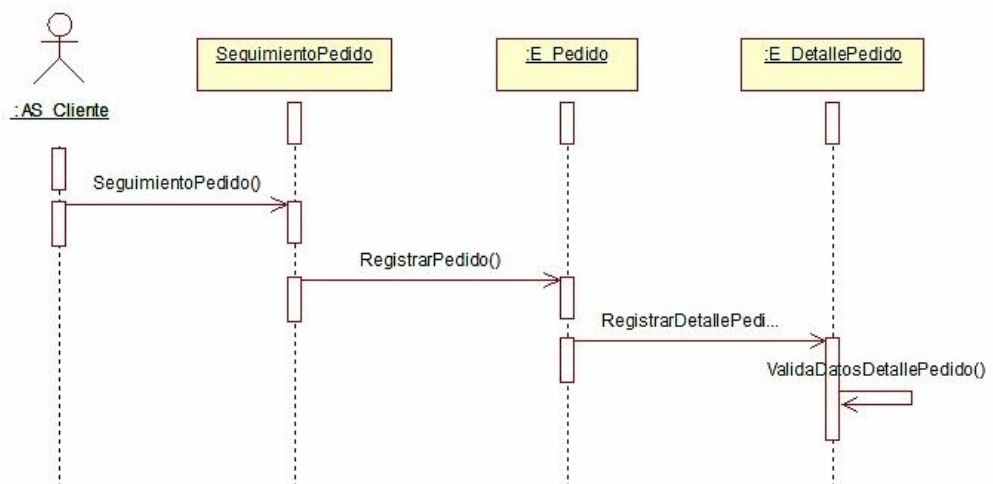 SeguimientoPedido
:E_Pedido
:E_DetallePedido
:AS_Cliente
SeguimientoPedido()
RegistrarPedido()
RegistrarDetallePedi...
ValidaDatosDetallePedido()